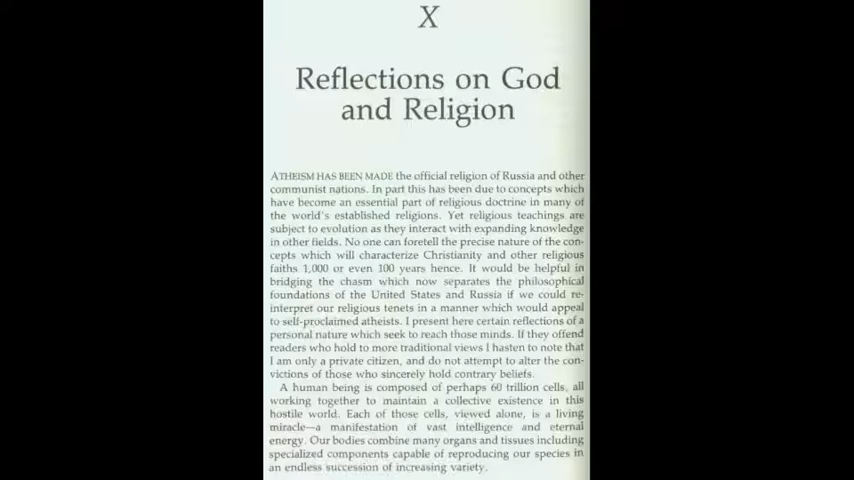 X
Reflections on God
and Religion
ATHEISM HAS BEEN MADE the official religion of Russia and other
communist nations. In part this has been due to concepts which
have become an essential part of religious doctrine in many of
the world's established religions. Yet religious teachings are
subject to evolution as they interact with expanding knowledge
in other fields. No one can foretell the precise nature of the con-
cepts which will characterize Christianity and other religious
faiths 1,000 or even 100 years hence. It would be helpful in
bridging the chasm which now separates the philosophical
foundations of the United States and Russia if we could re-
interpret our religious tenets in a manner which would appeal
to self-proclaimed atheists. I present here certain reflections of a
personal nature which seek to reach those minds. If they offend
readers who hold to more traditional views I hasten to note that
I am only a private citizen, and do not attempt to alter the con-
victions of those who sincerely hold contrary beliefs.
A human being is composed of perhaps 60 trillion cells, all
working together to maintain a collective existence in this
hostile world. Each of those cells, viewed alone, is a living
miracle—a manifestation of vast intelligence and eternal
energy. Our bodies combine many organs and tissues including
specialized components capable of reproducing our species in
an endless succession of increasing variety.